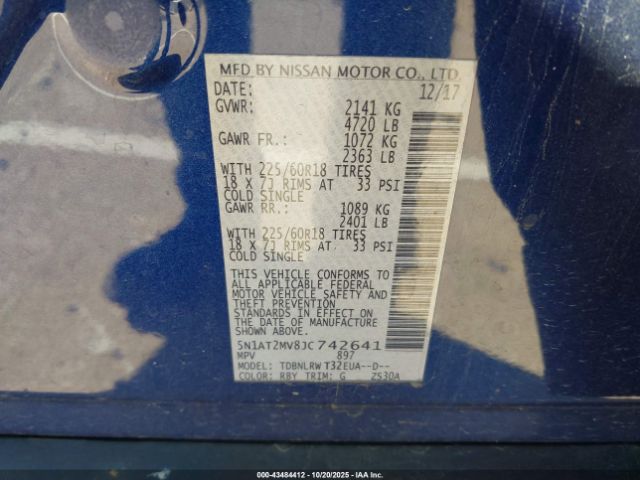 MFD.BY NISSAN MOTOR CO., LTD.
DATE: 12/17
GVWR: 2141 KG
4720 LB
GAWR FR.: 1072 KG
2363 LB
WITH 225/60R18 TIRES
18 X 7J RIMS AT 33 PSI
COLD SINGLE
GAWR RR.: 1089 KG
2401 LB
WITH 225/60R18 TIRES
18 X 7J RIMS AT 33 PSI
COLD SINGLE
THIS VEHICLE CONFORMS TO
ALL APPLICABLE FEDERAL
MOTOR VEHICLE SAFETY AND
THEFT PREVENTION
STANDARDS IN EFFECT ON
THE DATE OF MANUFACTURE
SHOWN ABOVE.
5N1AT2MV8JC742641
MPV 897
MODEL: TDBNLRW T32EUA--D--
COLOR: RBY TRIM: G ZS30A
000-43484412 | 10/20/2025 - IAA Inc.